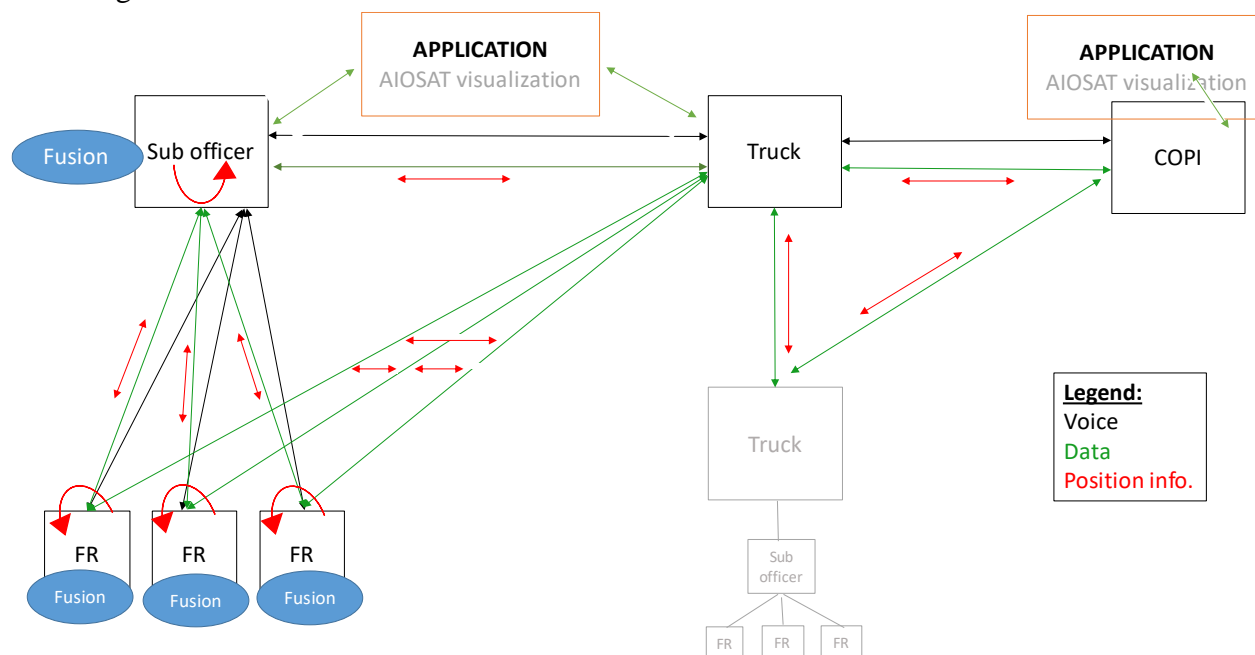 APPLICATION
AIOSAT visualization
APPLICATION
AIOSAT visualization
Fusion
Sub officer
Truck
COPI
Legend:
Voice
Data
Position info.
Truck
FR
FR
FR
Fusion
Fusion
Fusion
Sub
officer
FR
FR
FR